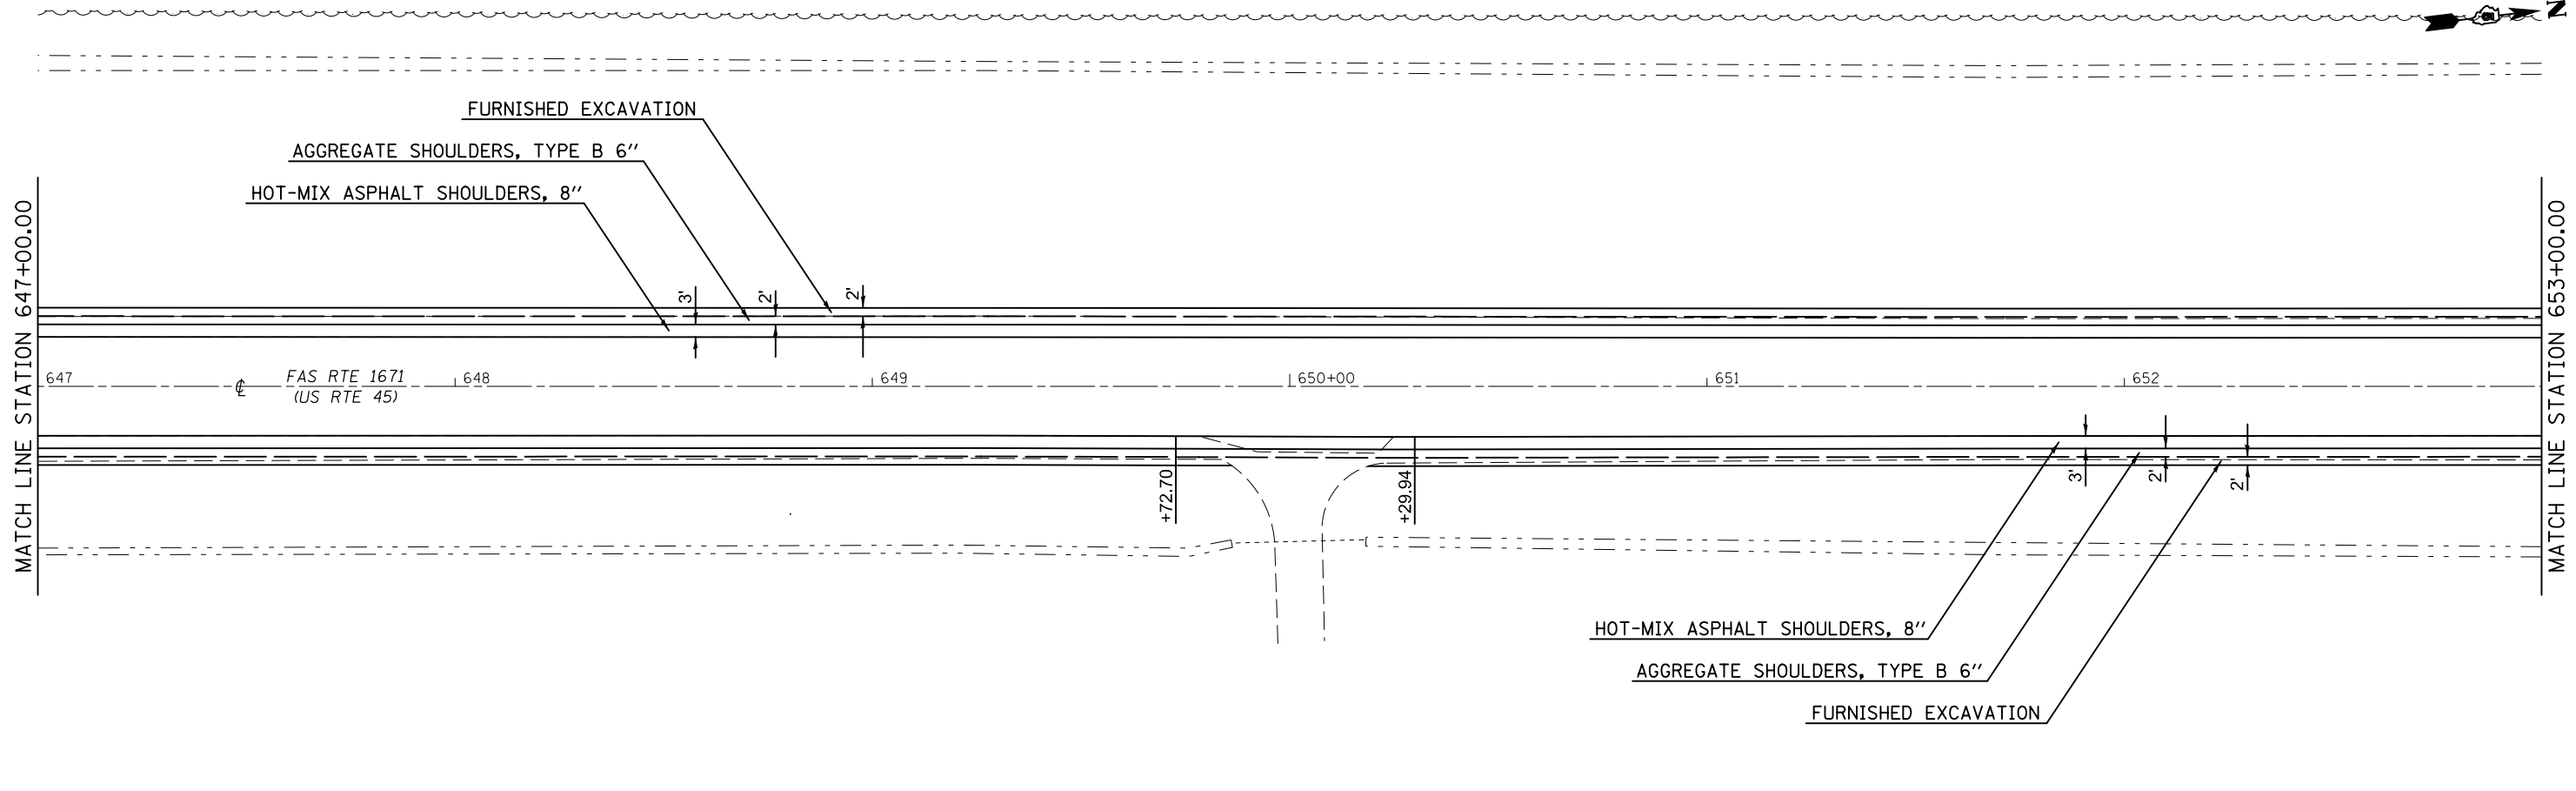 N
FURNISHED EXCAVATION
AGGREGATE SHOULDERS, TYPE B 6"
HOT-MIX ASPHALT SHOULDERS, 8"
MATCH LINE STATION 647+00.00
MATCH LINE STATION 653+00.00
3'
2'
2'
647
℄
FAS RTE 1671
(US RTE 45)
648
649
650+00
651
652
+72.70
+29.94
3'
2'
2'
HOT-MIX ASPHALT SHOULDERS, 8"
AGGREGATE SHOULDERS, TYPE B 6"
FURNISHED EXCAVATION